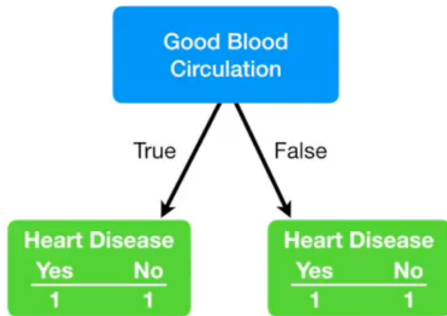 Good Blood
Circulation
True False
Heart Disease Heart Disease
Yes No Yes No
1 1 1 1